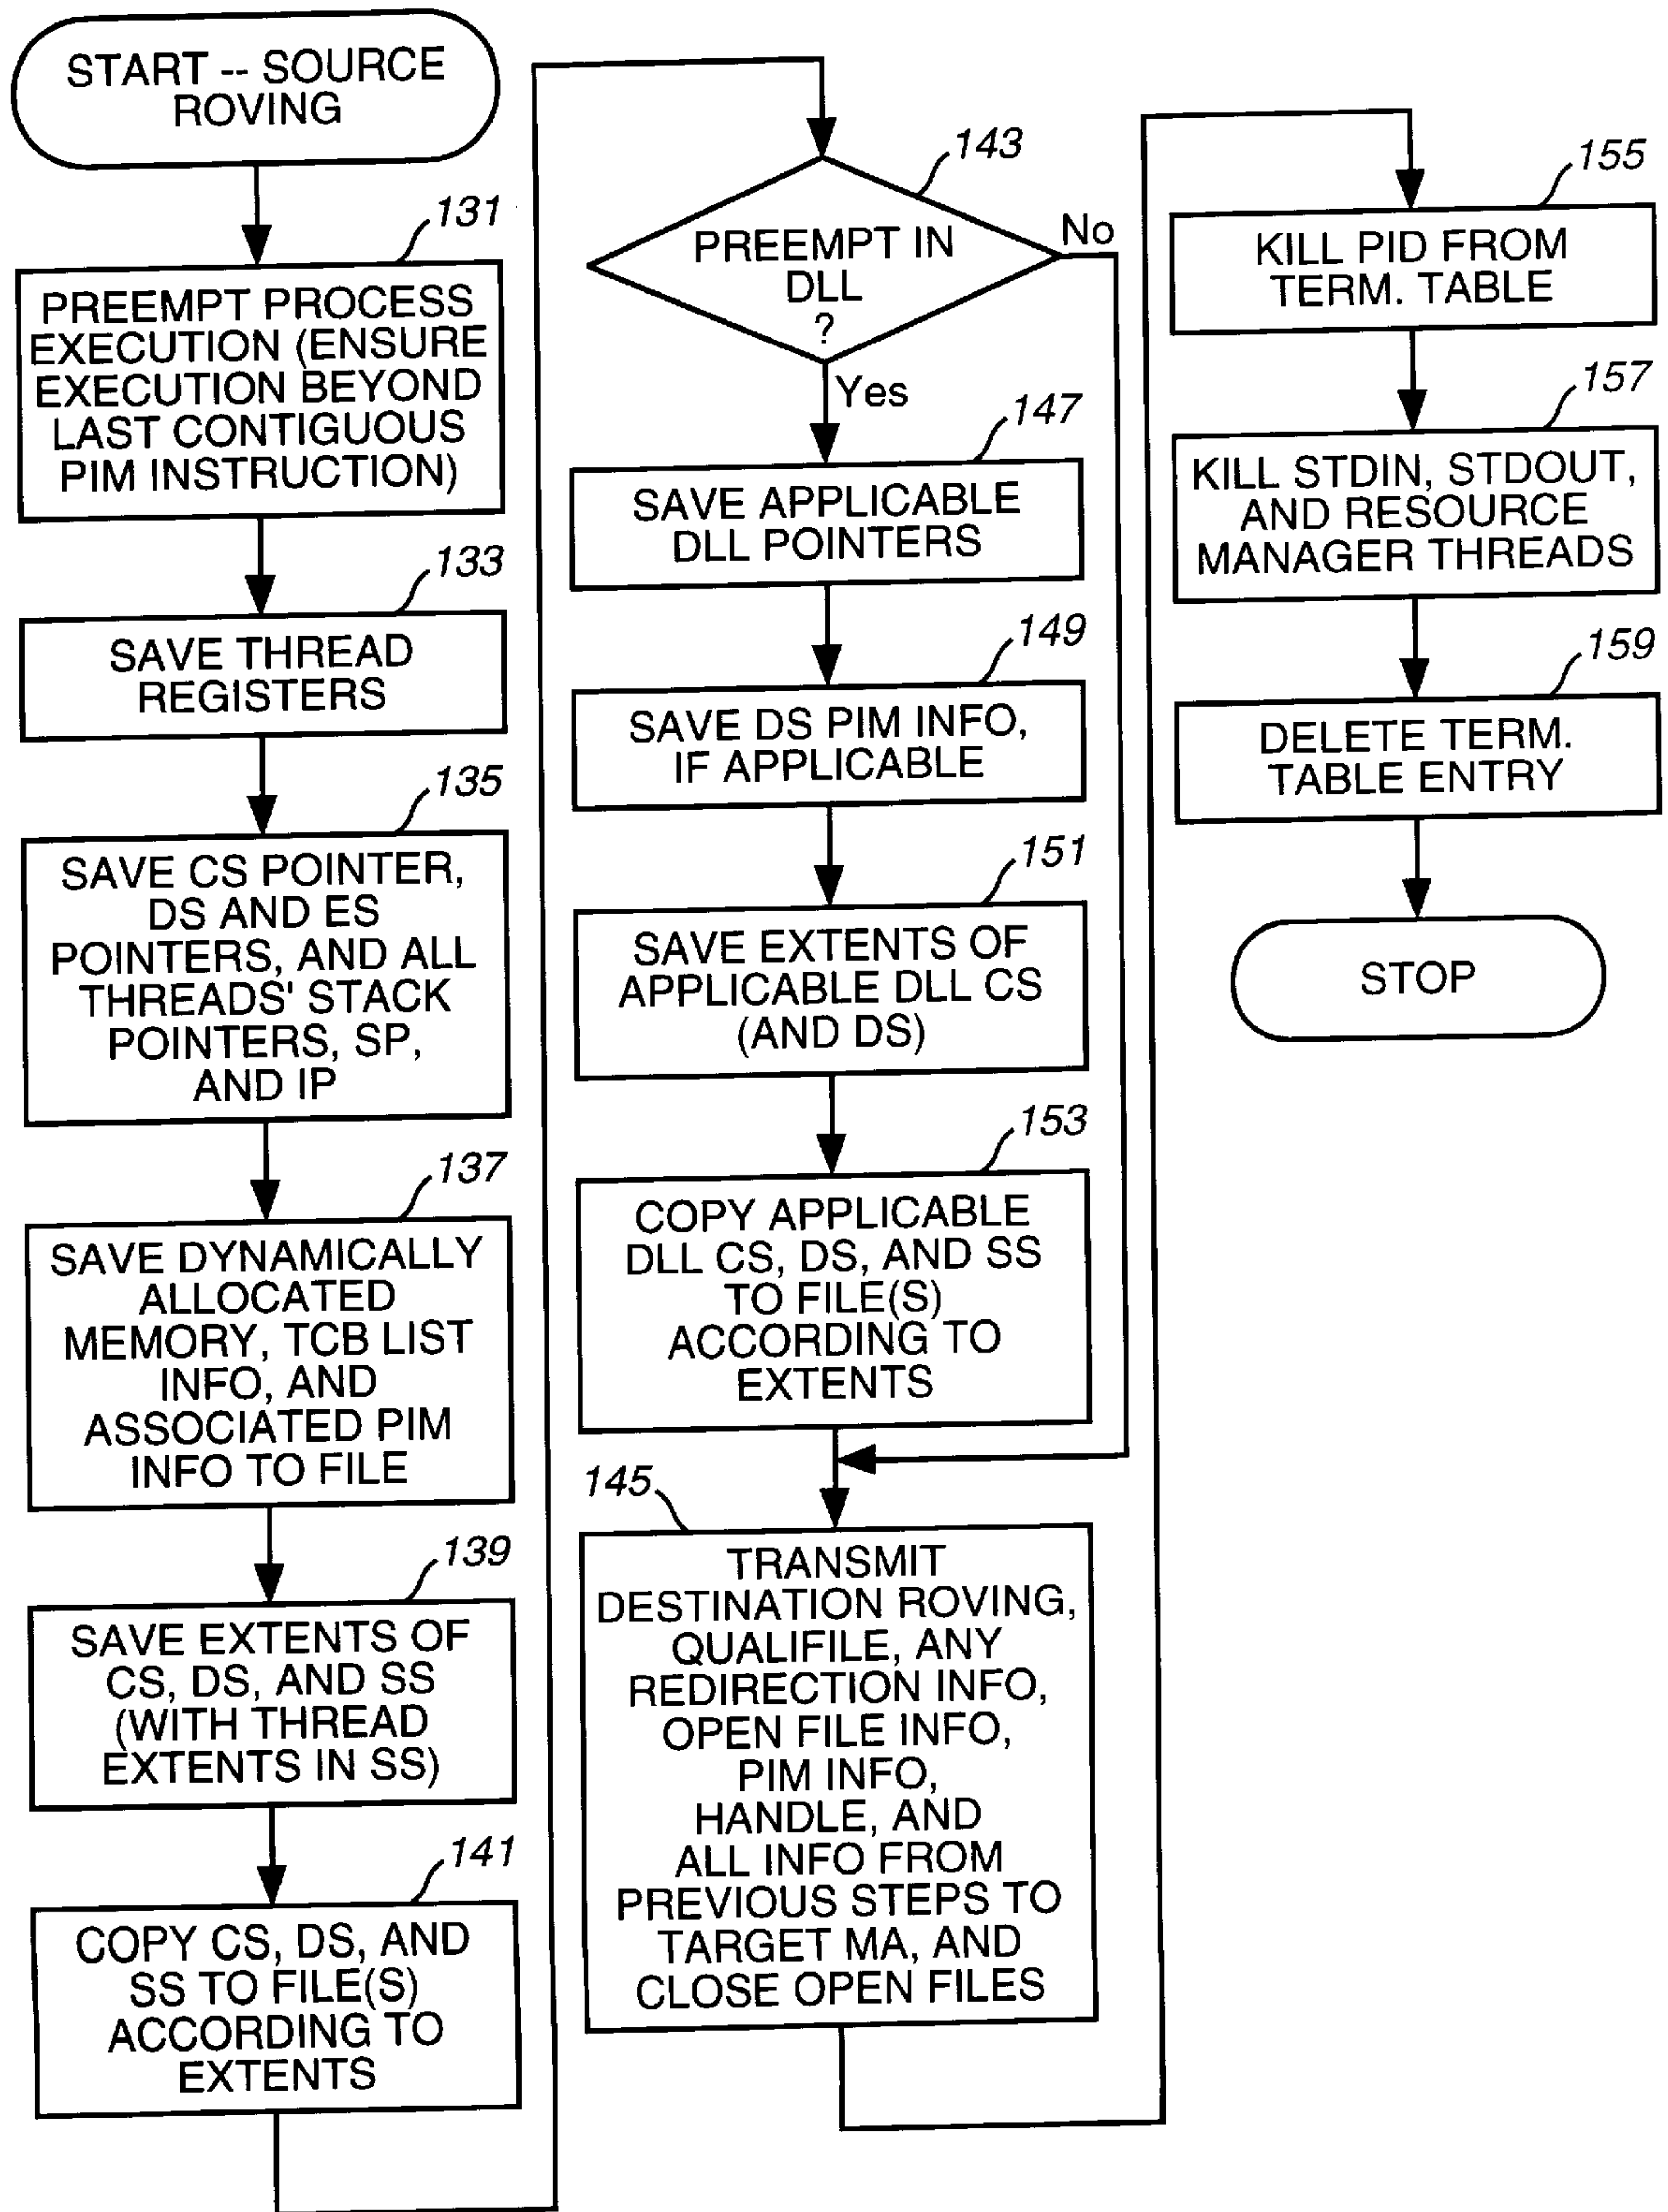 START -- SOURCE
ROVING
131
PREEMPT PROCESS
EXECUTION (ENSURE
EXECUTION BEYOND
LAST CONTIGUOUS
PIM INSTRUCTION)
133
SAVE THREAD
REGISTERS
135
SAVE CS POINTER,
DS AND ES
POINTERS, AND ALL
THREADS' STACK
POINTERS, SP,
AND IP
137
SAVE DYNAMICALLY
ALLOCATED
MEMORY, TCB LIST
INFO, AND
ASSOCIATED PIM
INFO TO FILE
139
SAVE EXTENTS OF
CS, DS, AND SS
(WITH THREAD
EXTENTS IN SS)
141
COPY CS, DS, AND
SS TO FILE(S)
ACCORDING TO
EXTENTS
143
PREEMPT IN
DLL
?
No
Yes
147
SAVE APPLICABLE
DLL POINTERS
149
SAVE DS PIM INFO,
IF APPLICABLE
151
SAVE EXTENTS OF
APPLICABLE DLL CS
(AND DS)
153
COPY APPLICABLE
DLL CS, DS, AND SS
TO FILE(S)
ACCORDING TO
EXTENTS
145
TRANSMIT
DESTINATION ROVING,
QUALIFILE, ANY
REDIRECTION INFO,
OPEN FILE INFO,
PIM INFO,
HANDLE, AND
ALL INFO FROM
PREVIOUS STEPS TO
TARGET MA, AND
CLOSE OPEN FILES
155
KILL PID FROM
TERM. TABLE
157
KILL STDIN, STDOUT,
AND RESOURCE
MANAGER THREADS
159
DELETE TERM.
TABLE ENTRY
STOP